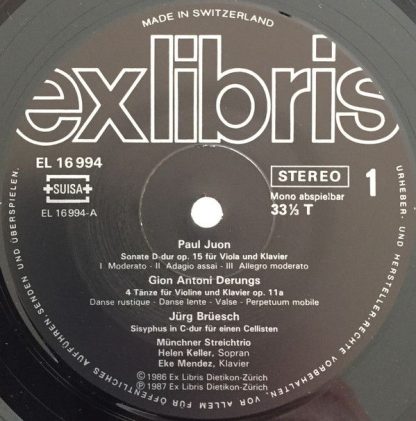 MADE IN SWITZERLAND
exlibris
EL 16 994
SUISA
EL 16 994-A
STEREO
1
Mono abspielbar
33⅓ T
Paul Juon
Sonate D-dur op. 15 für Viola und Klavier
I Moderato - II Adagio assai - III Allegro moderato
Gion Antoni Derungs
4 Tänze für Violine und Klavier op. 11a
Danse rustique - Danse lente - Valse - Perpetuum mobile
Jürg Brüesch
Sisyphus in C-dur für einen Cellisten
Münchner Streichtrio
Helen Keller, Sopran
Eke Mendez, Klavier
© 1986 Ex Libris Dietikon-Zürich
℗ 1987 Ex Libris Dietikon-Zürich
URHEBER- UND HERSTELLER-RECHTE VORBEHALTEN, VOR ALLEM FÜR ÖFFENTLICHES AUFFÜHREN, SENDEN UND ÜBERSPIELEN.